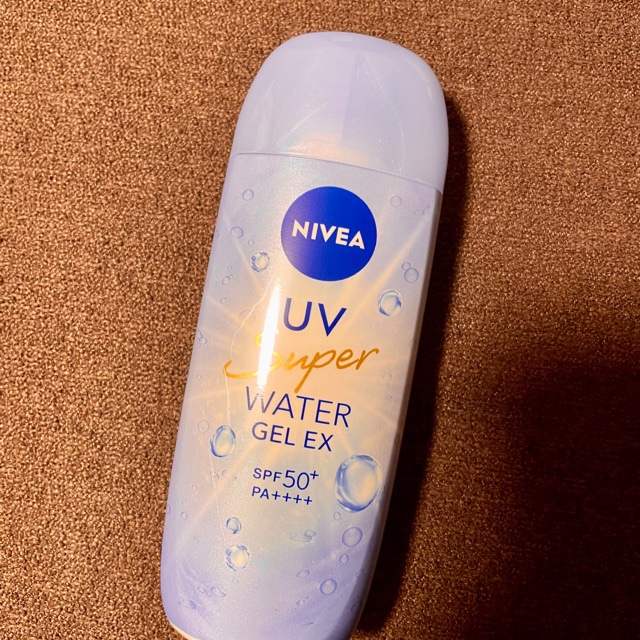 NIVEA
UV
Super
WATER
GEL EX
SPF50+
PA++++